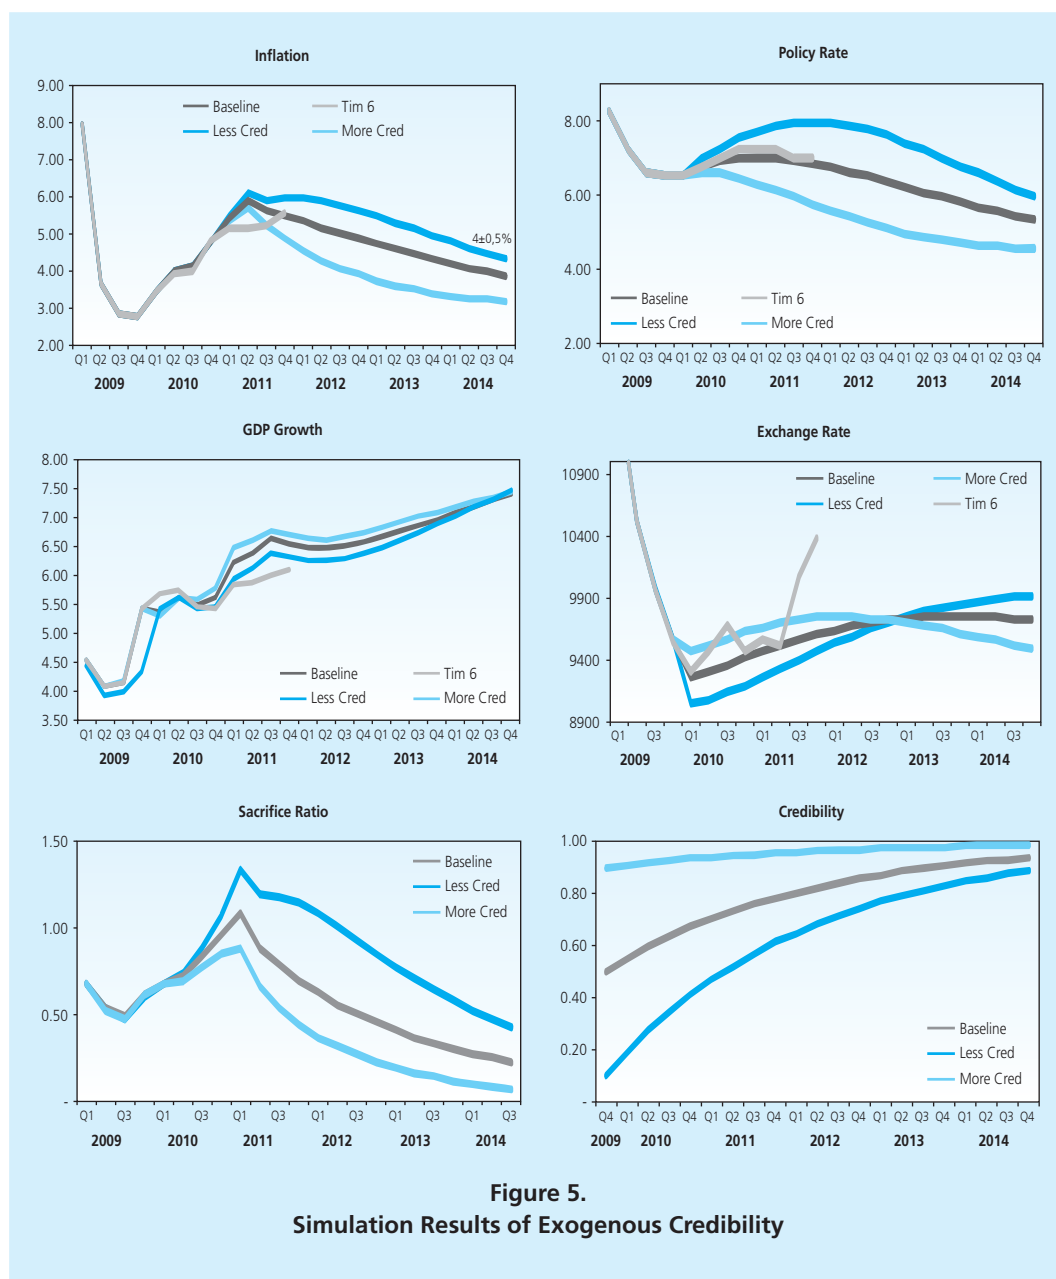 Inflation
9.00
8.00
7.00
6.00
5.00
4.00
3.00
2.00
Baseline
Tim 6
Less Cred
More Cred
4±0,5%
Q1 Q2 Q3 Q4 Q1 Q2 Q3 Q4 Q1 Q2 Q3 Q4 Q1 Q2 Q3 Q4 Q1 Q2 Q3 Q4 Q1 Q2 Q3 Q4
2009 2010 2011 2012 2013 2014
Policy Rate
8.00
6.00
4.00
2.00
Baseline
Tim 6
Less Cred
More Cred
Q1 Q2 Q3 Q4 Q1 Q2 Q3 Q4 Q1 Q2 Q3 Q4 Q1 Q2 Q3 Q4 Q1 Q2 Q3 Q4 Q1 Q2 Q3 Q4
2009 2010 2011 2012 2013 2014
GDP Growth
8.00
7.50
7.00
6.50
6.00
5.50
5.00
4.50
4.00
3.50
Baseline
Tim 6
Less Cred
More Cred
Q1 Q2 Q3 Q4 Q1 Q2 Q3 Q4 Q1 Q2 Q3 Q4 Q1 Q2 Q3 Q4 Q1 Q2 Q3 Q4 Q1 Q2 Q3 Q4
2009 2010 2011 2012 2013 2014
Exchange Rate
10900
10400
9900
9400
8900
Baseline
More Cred
Less Cred
Tim 6
Q1 Q3 Q1 Q3 Q1 Q3 Q1 Q3 Q1 Q3 Q1 Q3
2009 2010 2011 2012 2013 2014
Sacrifice Ratio
1.50
1.00
0.50
-
Baseline
Less Cred
More Cred
Q1 Q3 Q1 Q3 Q1 Q3 Q1 Q3 Q1 Q3 Q1 Q3
2009 2010 2011 2012 2013 2014
Credibility
1.00
0.80
0.60
0.40
0.20
-
Baseline
Less Cred
More Cred
Q4 Q1 Q2 Q3 Q4 Q1 Q2 Q3 Q4 Q1 Q2 Q3 Q4 Q1 Q2 Q3 Q4 Q1 Q2 Q3 Q4
2009 2010 2011 2012 2013 2014
Figure 5.
Simulation Results of Exogenous Credibility